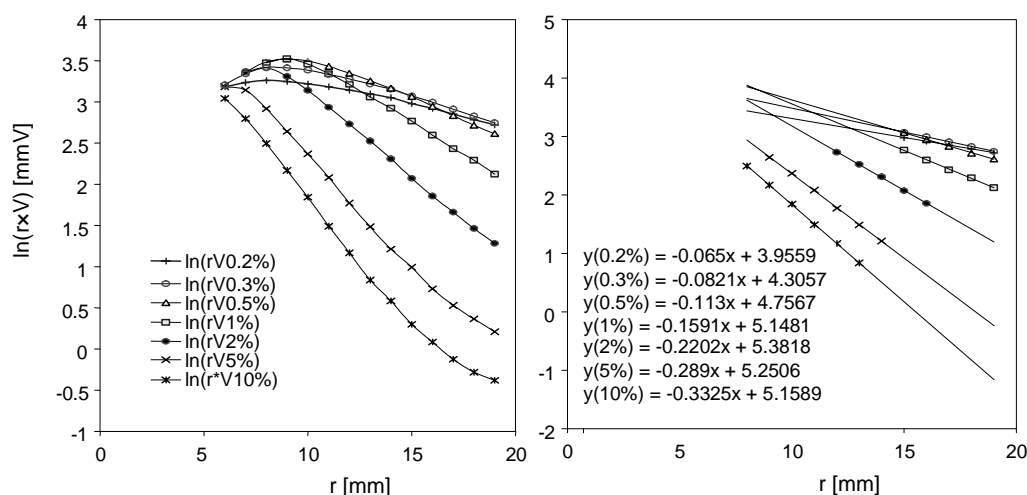 4
3.5
3
2.5
2
1.5
1
0.5
0
-0.5
-1
ln(r×V) [mmV]
ln(rV0.2%)
ln(rV0.3%)
ln(rV0.5%)
ln(rV1%)
ln(rV2%)
ln(rV5%)
ln(r*V10%)
0 5 10 15 20
r [mm]
5
4
3
2
1
0
-1
-2
y(0.2%) = -0.065x + 3.9559
y(0.3%) = -0.0821x + 4.3057
y(0.5%) = -0.113x + 4.7567
y(1%) = -0.1591x + 5.1481
y(2%) = -0.2202x + 5.3818
y(5%) = -0.289x + 5.2506
y(10%) = -0.3325x + 5.1589
0 5 10 15 20
r [mm]